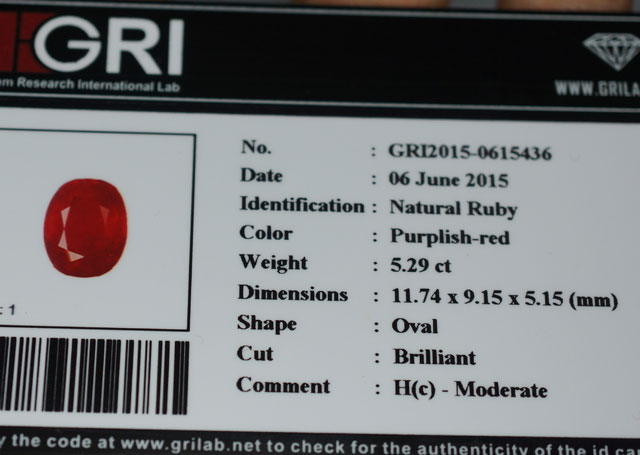 GRI
em Research International Lab
WWW.GRILA
No. : GRI2015-0615436
Date : 06 June 2015
Identification : Natural Ruby
Color : Purplish-red
Weight : 5.29 ct
Dimensions : 11.74 x 9.15 x 5.15 (mm)
Shape : Oval
Cut : Brilliant
Comment : H(c) - Moderate
: 1
y the code at www.grilab.net to check for the authenticity of the id ca